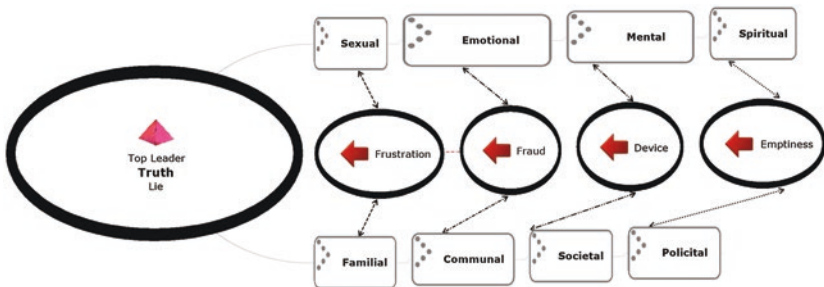 Sexual
Emotional
Mental
Spiritual
Top Leader
Truth
Lie
Frustration
Fraud
Device
Emptiness
Familial
Communal
Societal
Policital